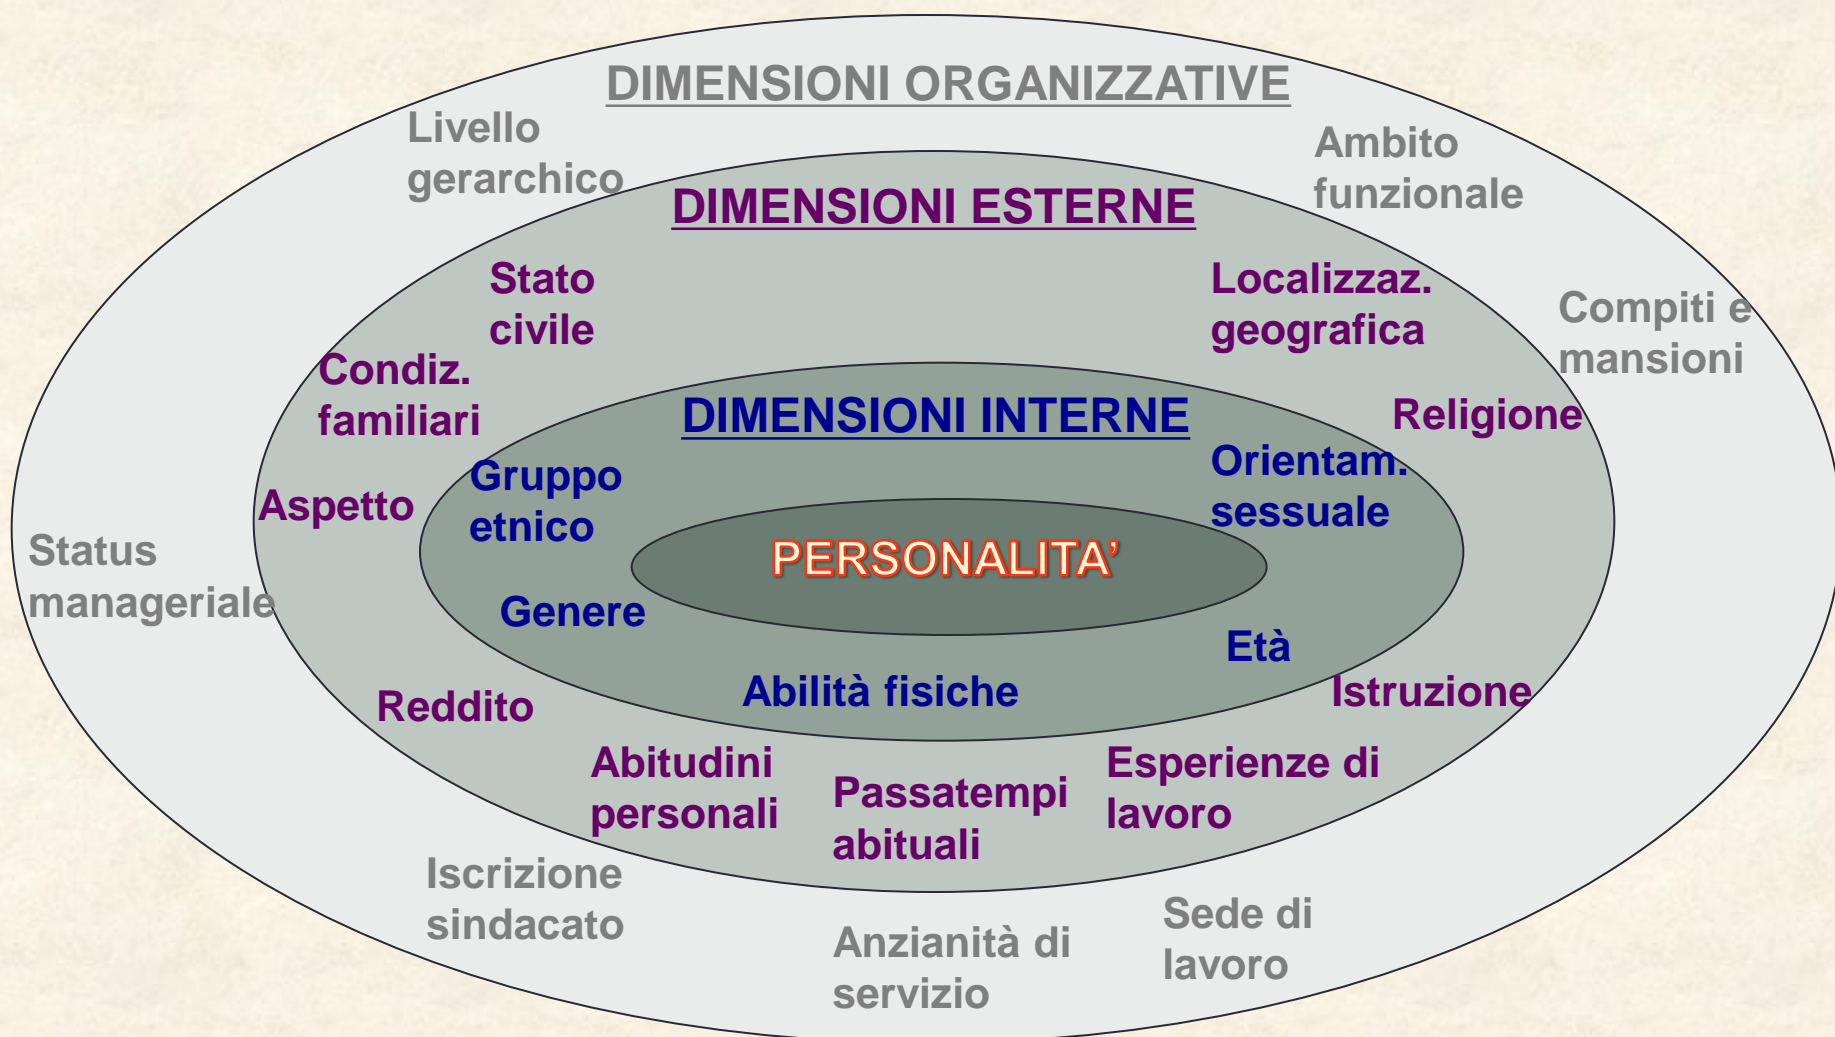 DIMENSIONI ORGANIZZATIVE
Livello
gerarchico
Ambito
funzionale
DIMENSIONI ESTERNE
Stato
civile
Localizzaz.
geografica
Compiti e
mansioni
Condiz.
familiari
Religione
DIMENSIONI INTERNE
Aspetto
Gruppo
etnico
Orientam.
sessuale
Status
manageriale
PERSONALITA’
Genere
Età
Abilità fisiche
Reddito
Istruzione
Abitudini
personali
Passatempi
abituali
Esperienze di
lavoro
Iscrizione
sindacato
Anzianità di
servizio
Sede di
lavoro